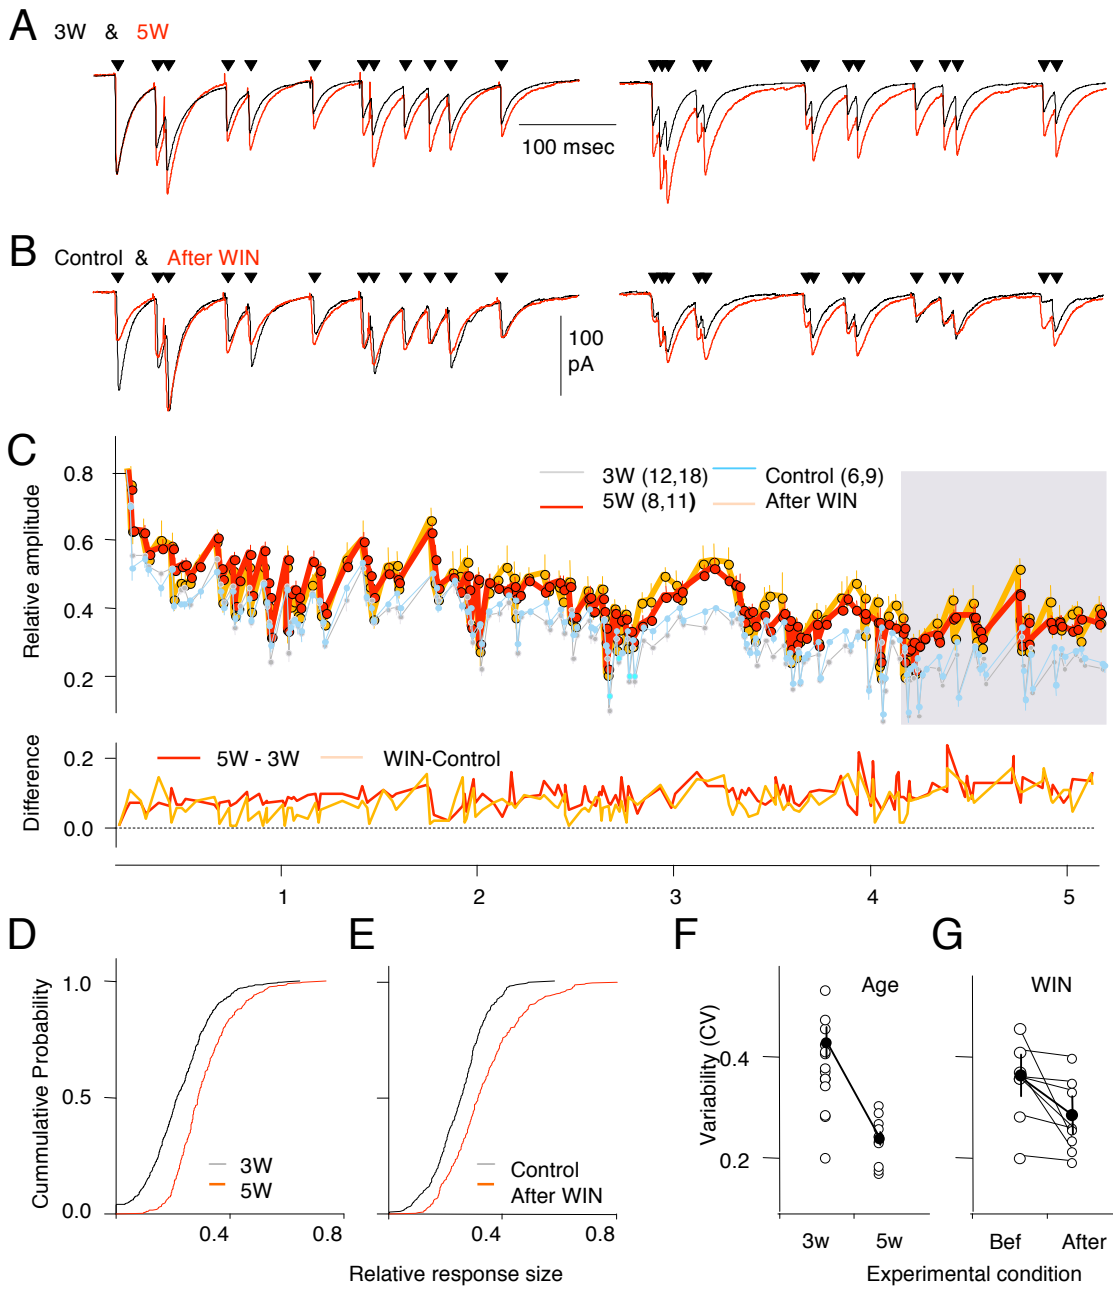 A 3W & 5W
100 msec
B Control & After WIN
100
pA
C
Relative amplitude
0.8
0.6
0.4
0.2
3W (12,18) Control (6,9)
5W (8,11) After WIN
Difference
0.2
0.0
5W - 3W WIN-Control
1 2 3 4 5
D E F G
Cummulative Probability
1.0
0.5
0.0
3W
5W
0.4
Control
After WIN
0.4 0.8
Relative response size
Variability (CV)
0.4
0.2
Age
3w 5w
WIN
Bef After
Experimental condition